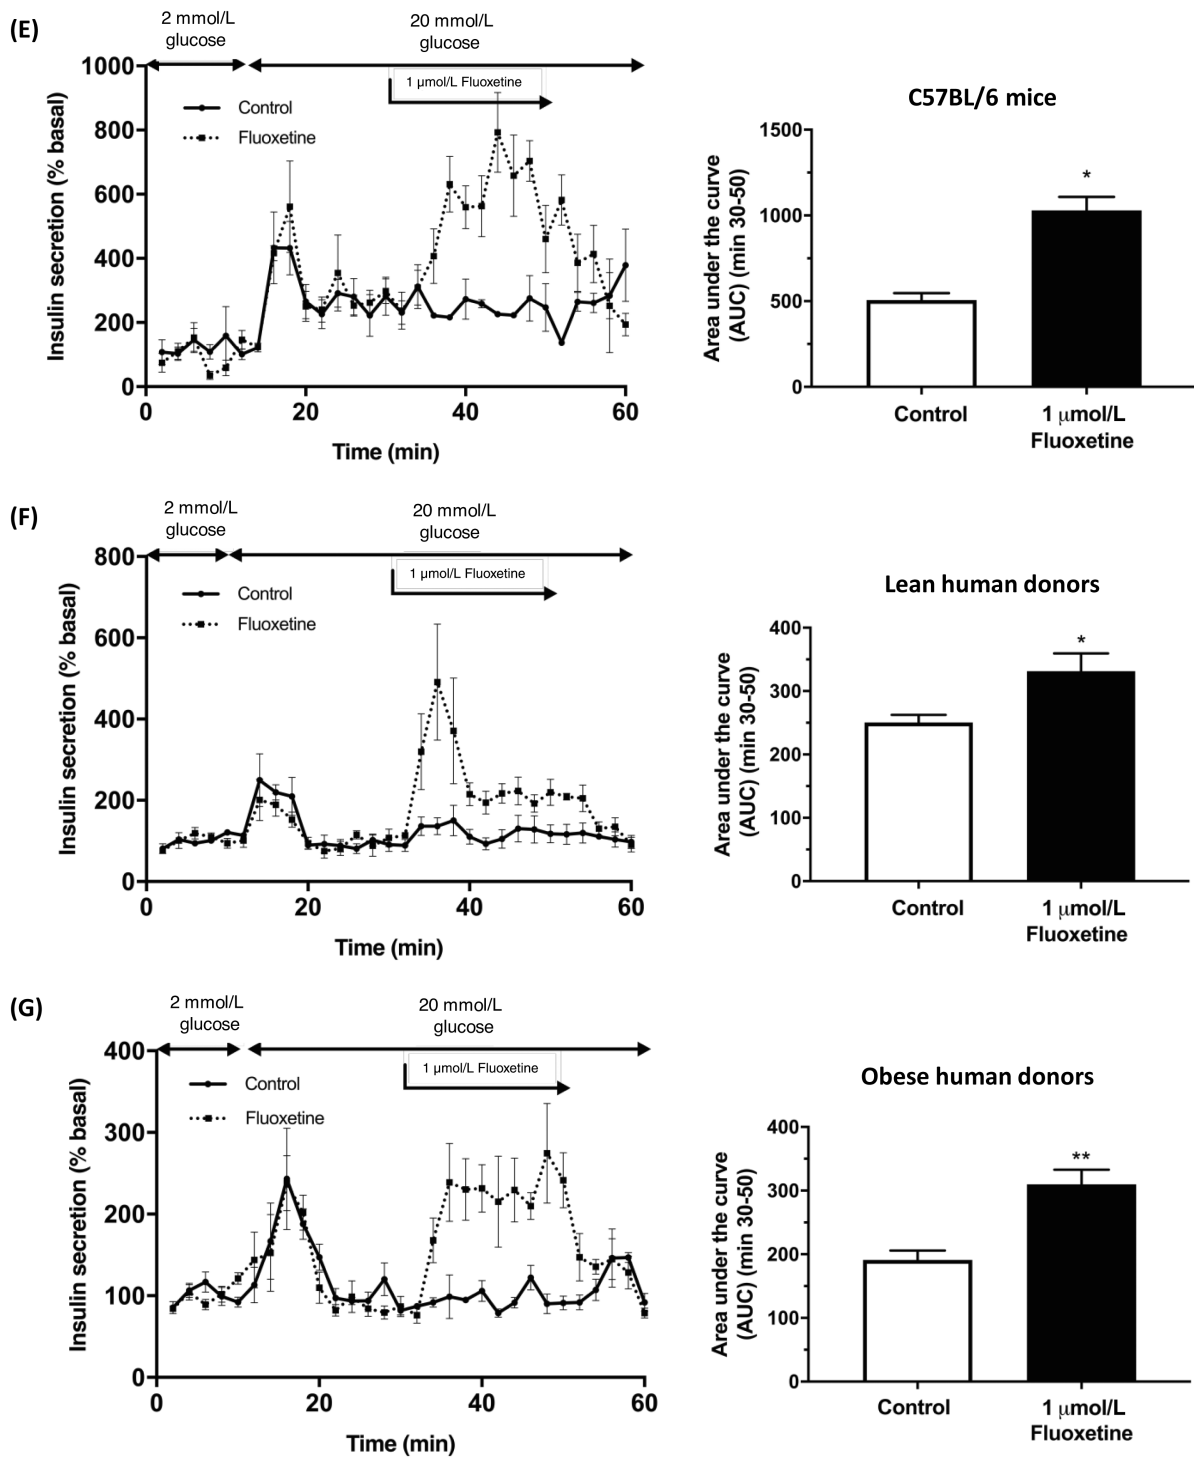 (E)
2 mmol/L
glucose
20 mmol/L
glucose
1 µmol/L Fluoxetine
Control
Fluoxetine
Insulin secretion (% basal)
1000
800
600
400
200
0
0
20
40
60
Time (min)
C57BL/6 mice
Area under the curve
(AUC) (min 30-50)
1500
1000
500
0
*
Control
1 µmol/L
Fluoxetine
(F)
2 mmol/L
glucose
20 mmol/L
glucose
1 µmol/L Fluoxetine
Control
Fluoxetine
Insulin secretion (% basal)
800
600
400
200
0
0
20
40
60
Time (min)
Lean human donors
Area under the curve
(AUC) (min 30-50)
400
300
200
100
0
*
Control
1 µmol/L
Fluoxetine
(G)
2 mmol/L
glucose
20 mmol/L
glucose
1 µmol/L Fluoxetine
Control
Fluoxetine
Insulin secretion (% basal)
400
300
200
100
0
0
20
40
60
Time (min)
Obese human donors
Area under the curve
(AUC) (min 30-50)
400
300
200
100
0
**
Control
1 µmol/L
Fluoxetine